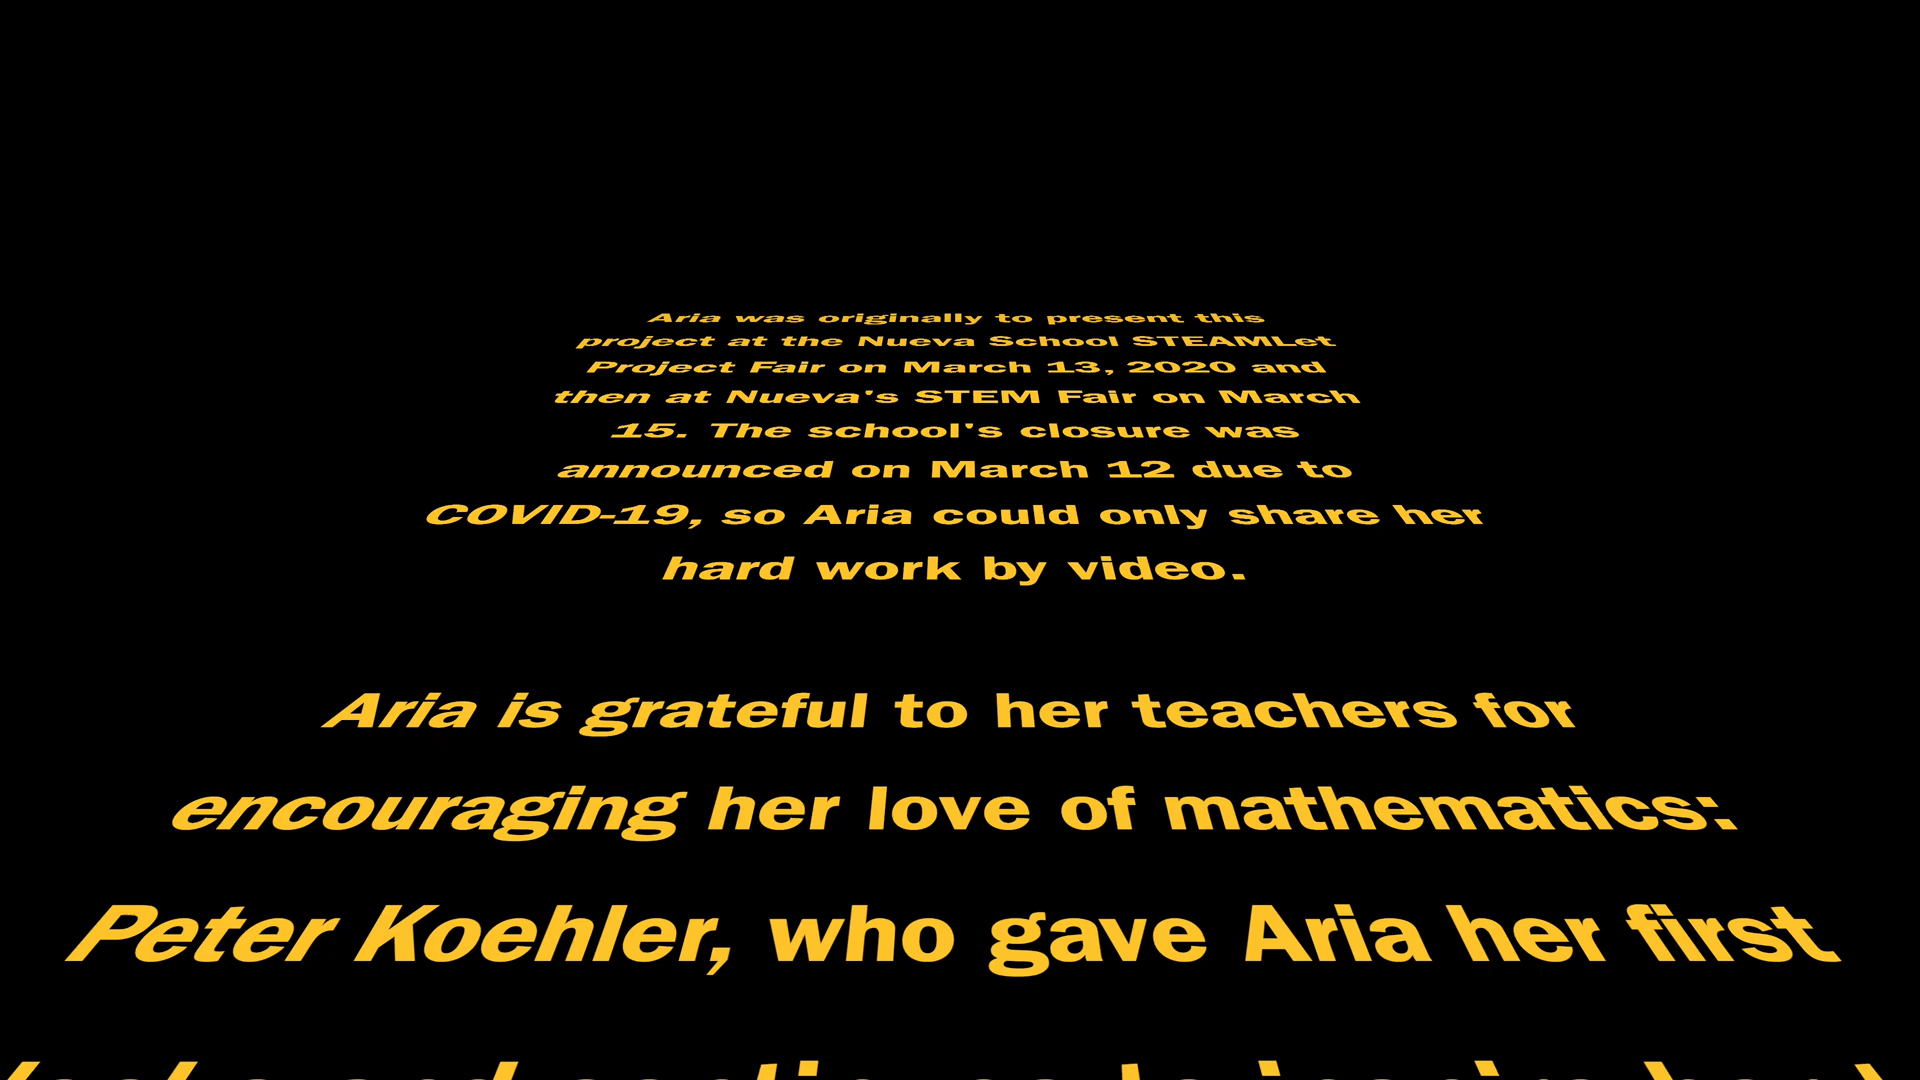 Aria was originally to present this
project at the Nueva School STEAMLet
Project Fair on March 13, 2020 and
then at Nueva's STEM Fair on March
15. The school's closure was
announced on March 12 due to
COVID-19, so Aria could only share her
hard work by video.
Aria is grateful to her teachers for
encouraging her love of mathematics:
Peter Koehler, who gave Aria her first